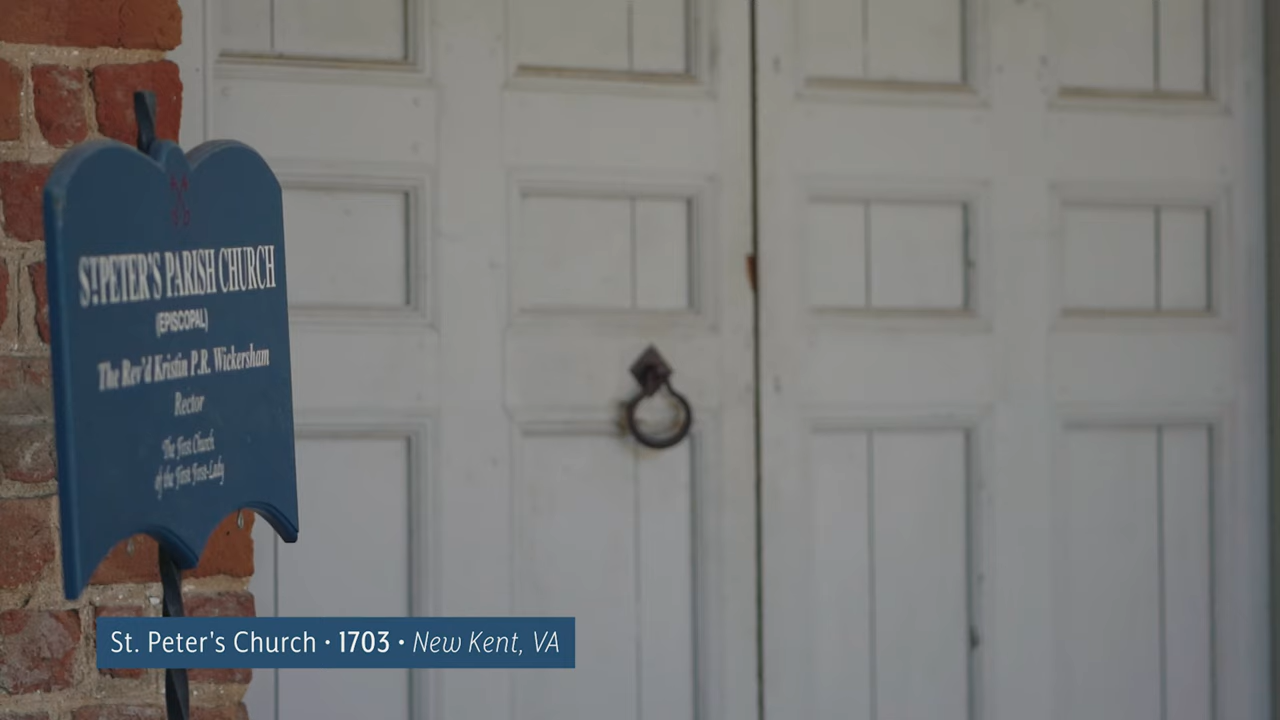 ST. PETER'S PARISH CHURCH
(EPISCOPAL)
The Rev'd Kristin P.R. Wickersham
Rector
The First Church
of the First First-Lady
St. Peter's Church • 1703 • New Kent, VA